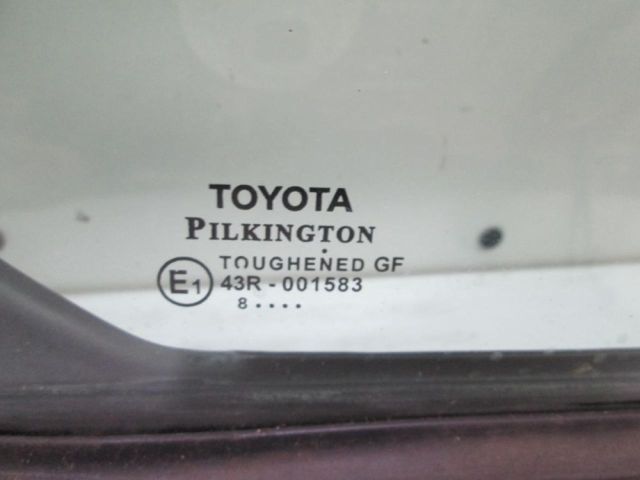 TOYOTA
PILKINGTON
TOUGHENED GF
E1 43R - 001583
8 ····